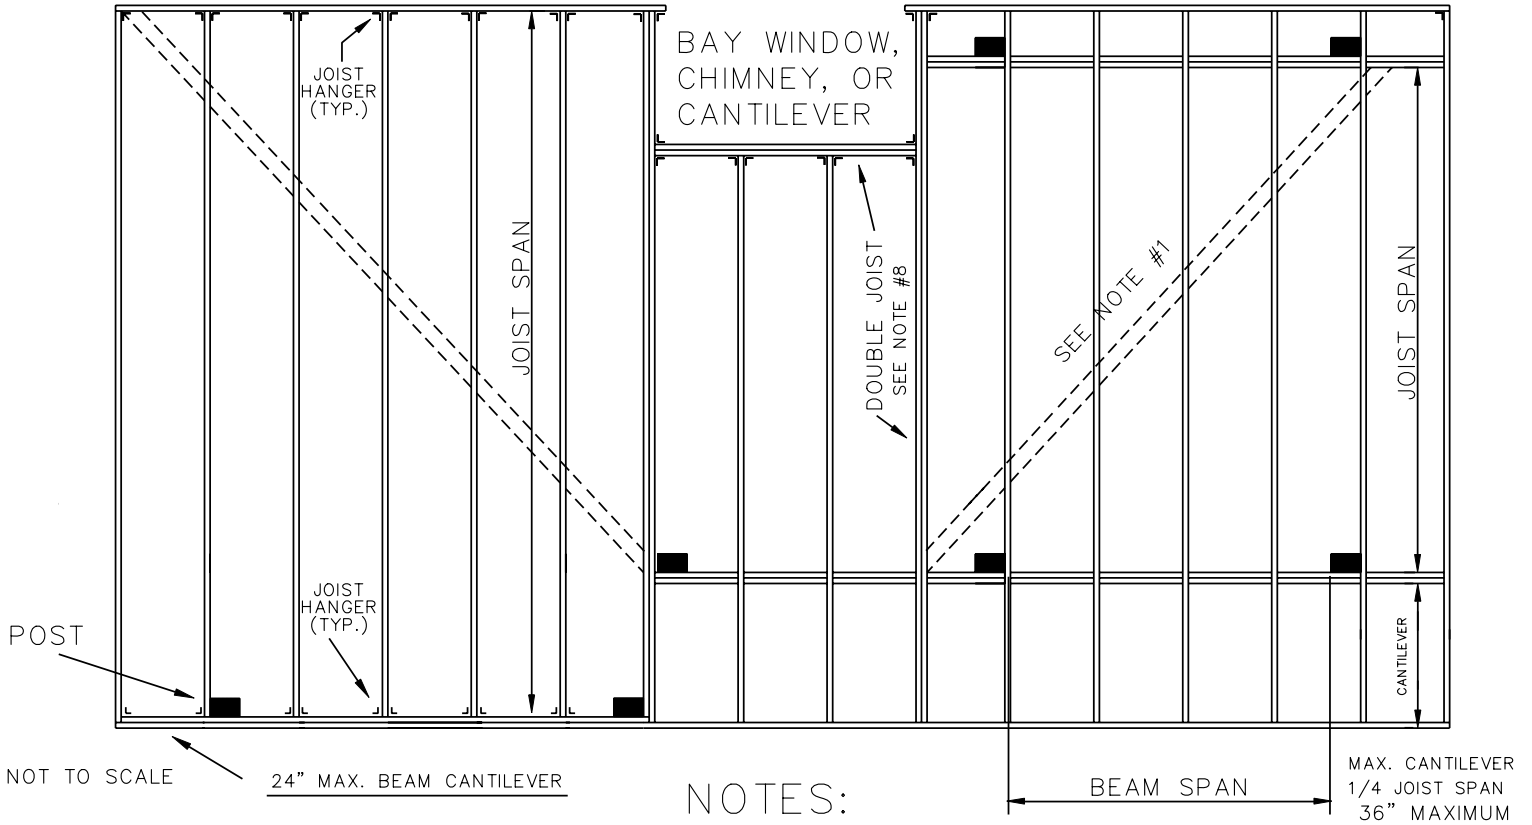 BAY WINDOW,
CHIMNEY, OR
CANTILEVER
JOIST
HANGER
(TYP.)
JOIST SPAN
DOUBLE JOIST
SEE NOTE #8
SEE NOTE #1
JOIST SPAN
JOIST
HANGER
(TYP.)
POST
CANTILEVER
NOT TO SCALE
24" MAX. BEAM CANTILEVER
NOTES:
BEAM SPAN
MAX. CANTILEVER
1/4 JOIST SPAN
36" MAXIMUM